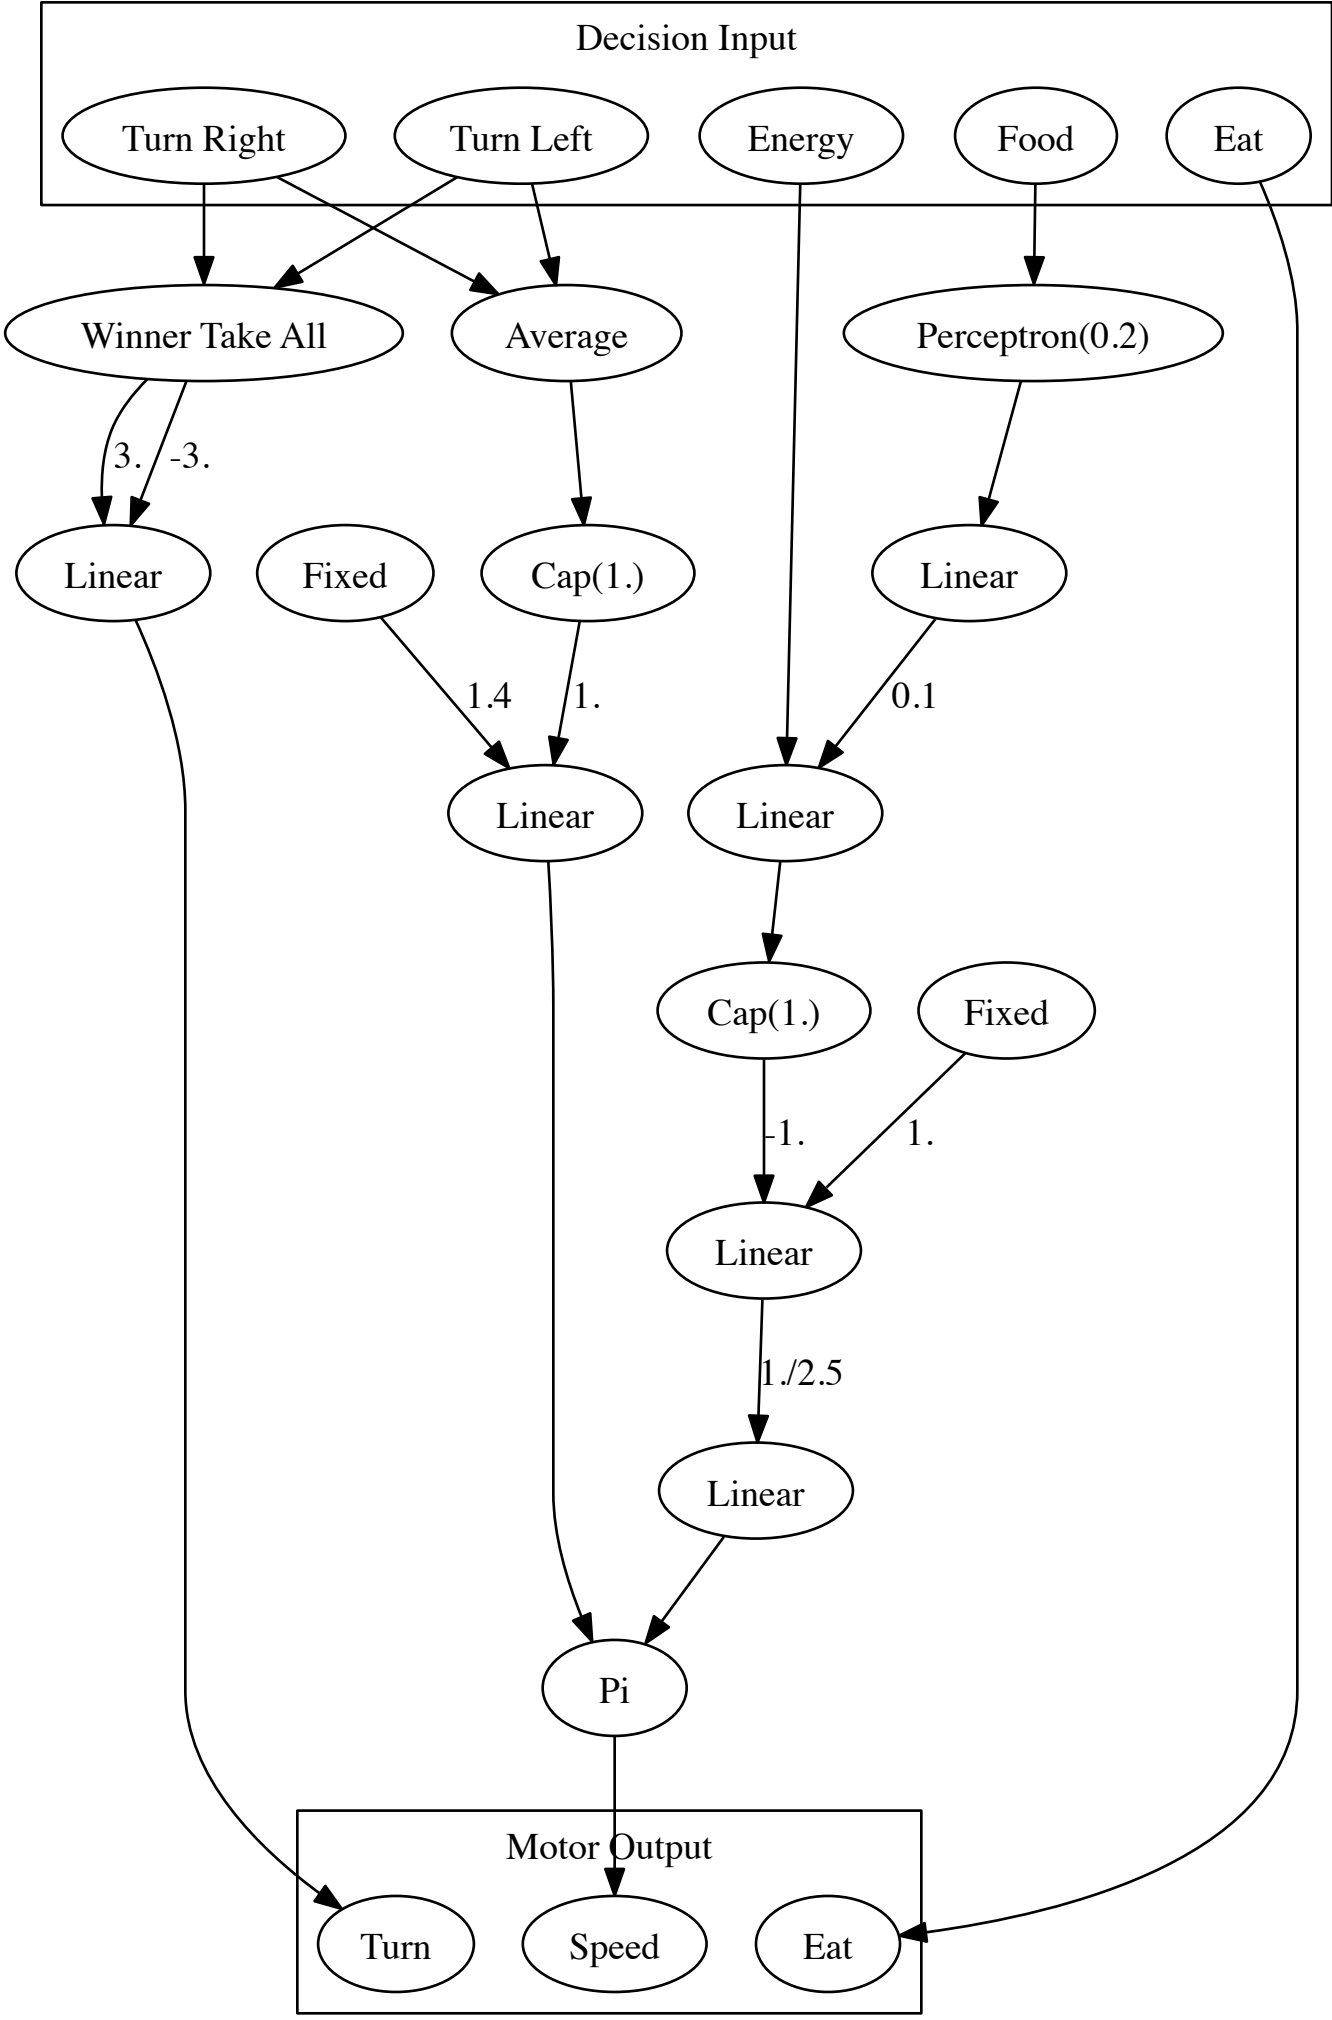 Decision Input
Turn Right
Turn Left
Energy
Food
Eat
Winner Take All
Average
Perceptron(0.2)
3.
-3.
Linear
Fixed
Cap(1.)
Linear
1.4
1.
0.1
Linear
Linear
Cap(1.)
Fixed
-1.
1.
Linear
1./2.5
Linear
Pi
Motor Output
Turn
Speed
Eat